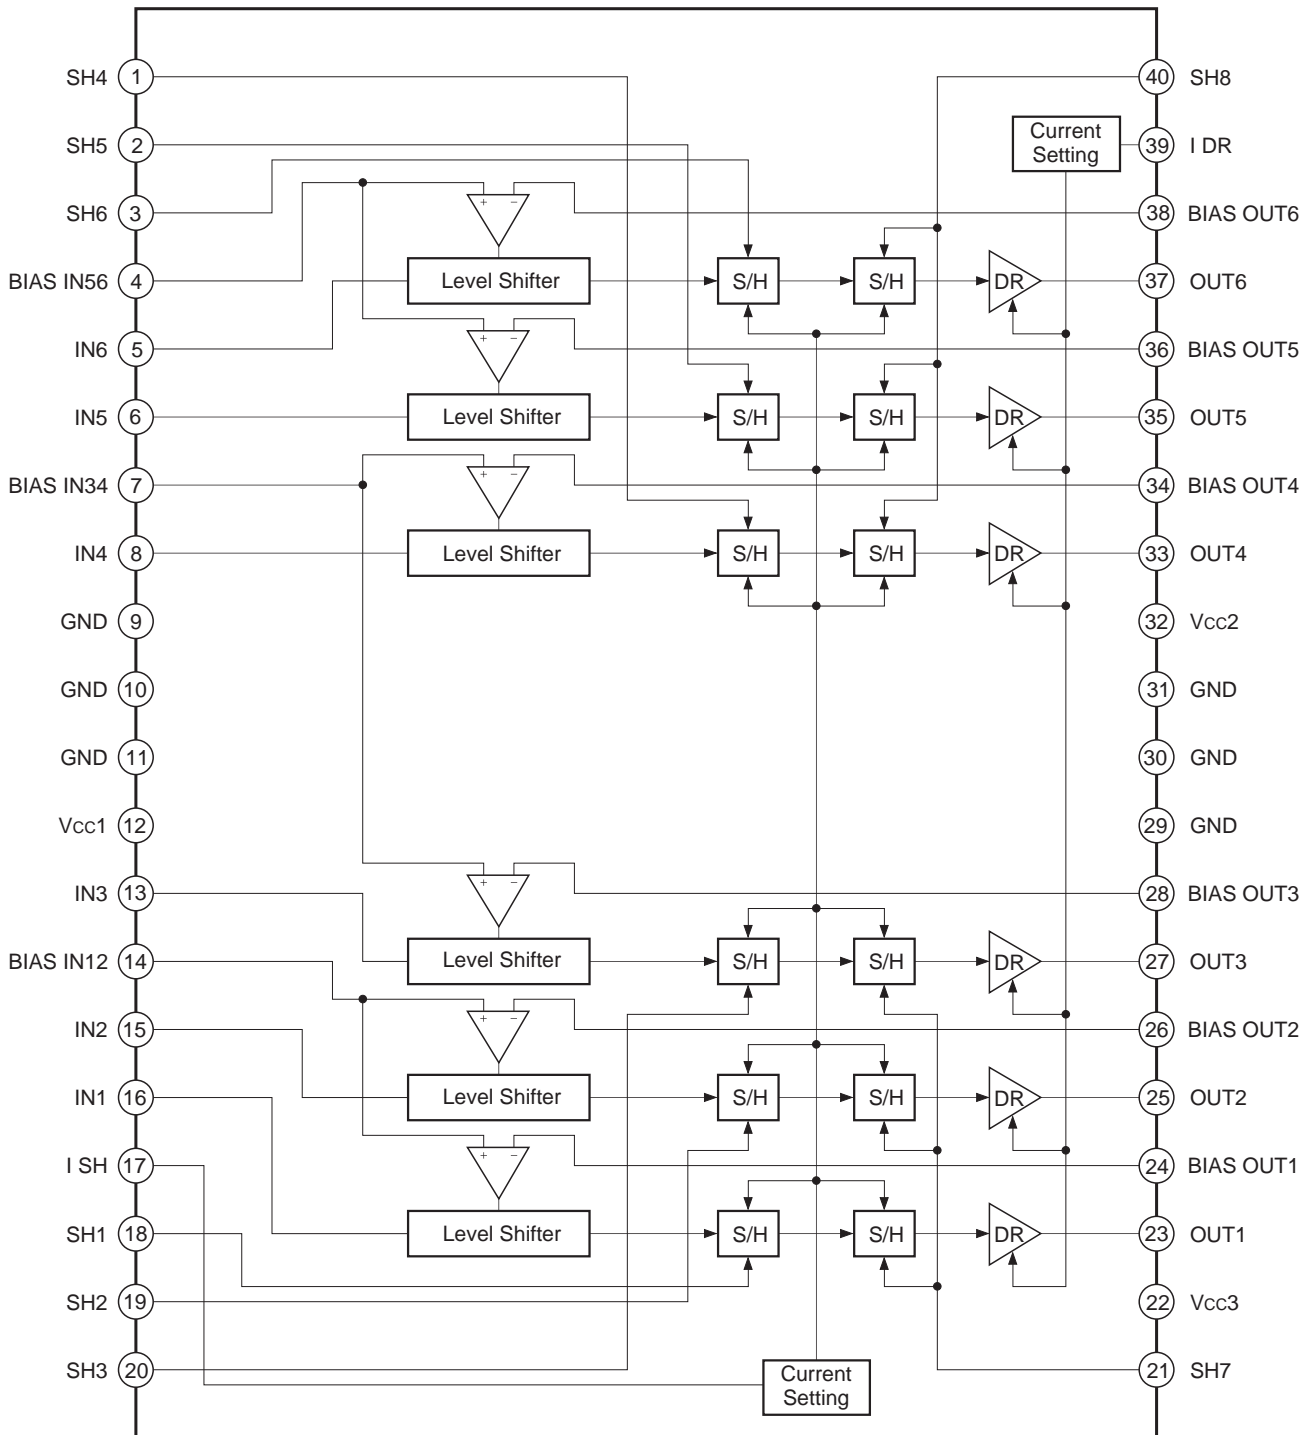 SH4 1
40 SH8
SH5 2
Current
Setting
39 I DR
SH6 3
+ −
38 BIAS OUT6
BIAS IN56 4
Level Shifter
S/H
S/H
DR
37 OUT6
IN6 5
+ −
36 BIAS OUT5
IN5 6
Level Shifter
S/H
S/H
DR
35 OUT5
BIAS IN34 7
+ −
34 BIAS OUT4
IN4 8
Level Shifter
S/H
S/H
DR
33 OUT4
GND 9
32 Vcc2
GND 10
31 GND
GND 11
30 GND
Vcc1 12
29 GND
IN3 13
+ −
28 BIAS OUT3
BIAS IN12 14
Level Shifter
S/H
S/H
DR
27 OUT3
IN2 15
+ −
26 BIAS OUT2
IN1 16
Level Shifter
S/H
S/H
DR
25 OUT2
I SH 17
+ −
24 BIAS OUT1
SH1 18
Level Shifter
S/H
S/H
DR
23 OUT1
SH2 19
22 Vcc3
SH3 20
Current
Setting
21 SH7